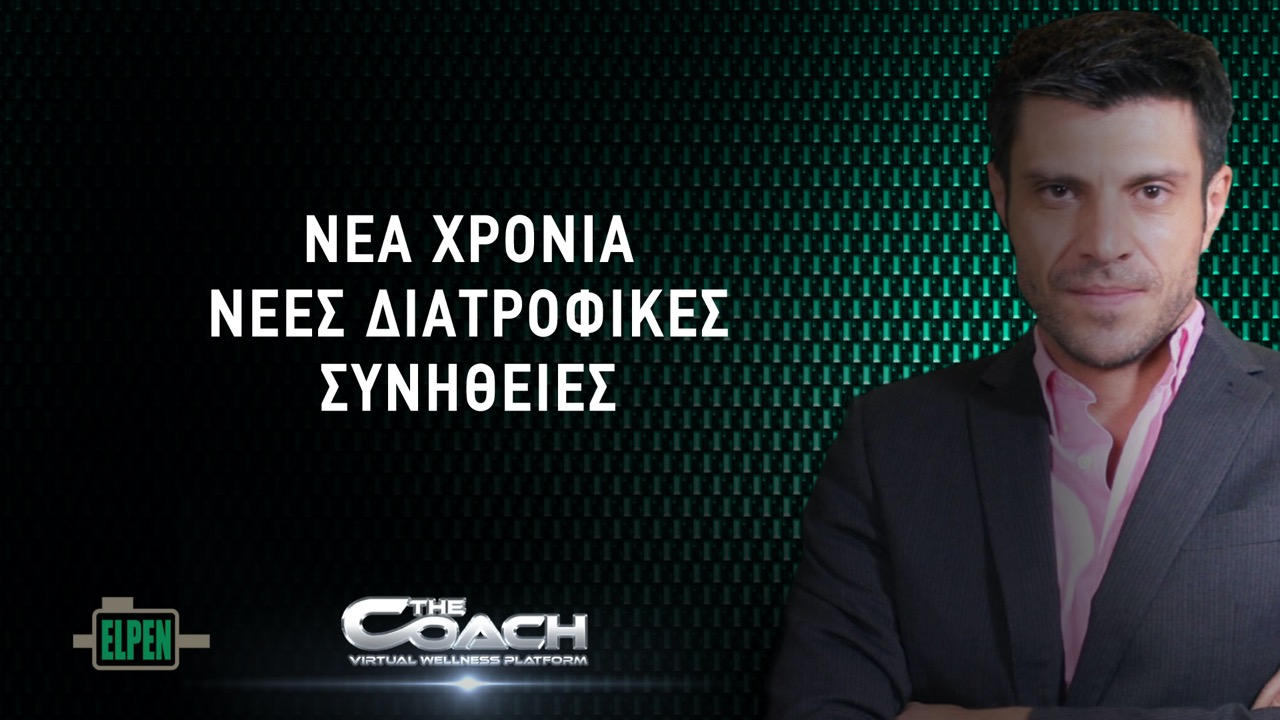 ΝΕΑ ΧΡΟΝΙΑ
ΝΕΕΣ ΔΙΑΤΡΟΦΙΚΕΣ
ΣΥΝΗΘΕΙΕΣ
ELPEN
THE
COACH
VIRTUAL WELLNESS PLATFORM